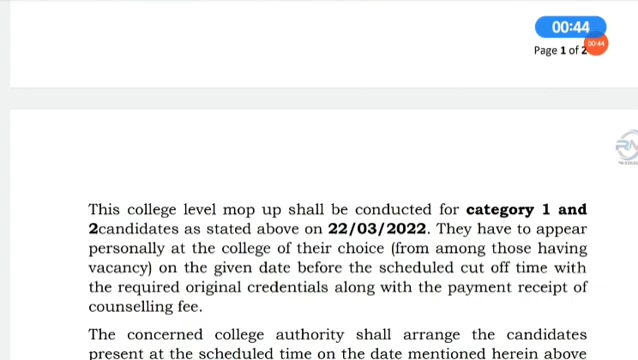 00:44
00:44
Page 1 of 2
This college level mop up shall be conducted for category 1 and
2candidates as stated above on 22/03/2022. They have to appear
personally at the college of their choice (from among those having
vacancy) on the given date before the scheduled cut off time with
the required original credentials along with the payment receipt of
counselling fee.
The concerned college authority shall arrange the candidates
present at the scheduled time on the date mentioned herein above